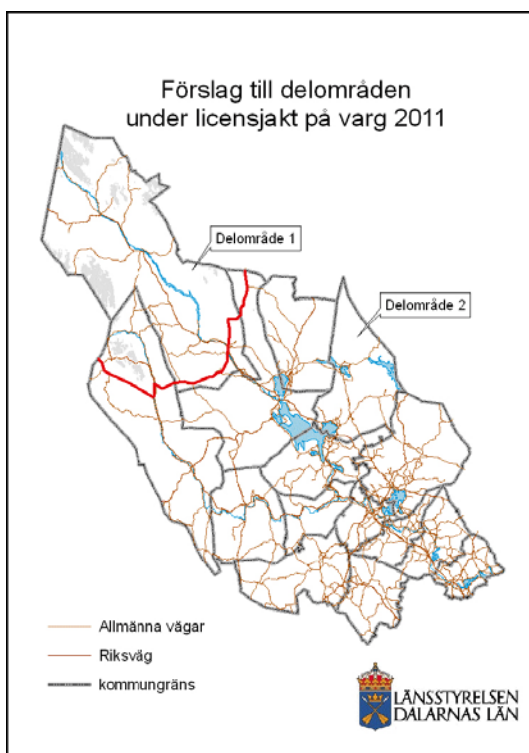 Förslag till delområden
under licensjakt på varg 2011
Delområde 1
Delområde 2
Allmänna vägar
Riksväg
kommungräns
LÄNSSTYRELSEN
DALARNAS LÄN